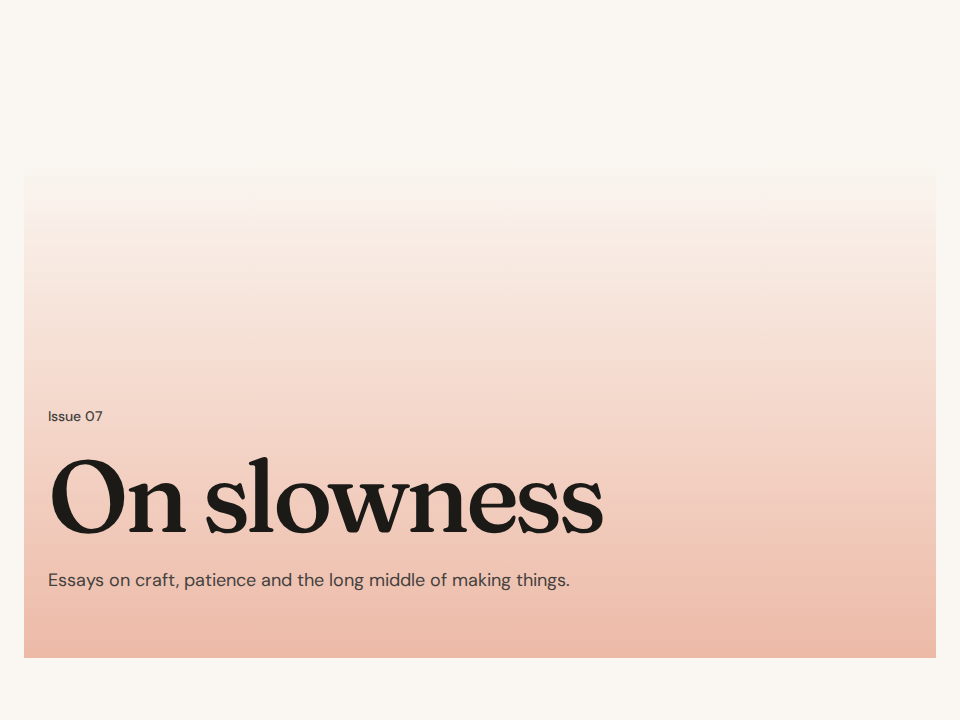 Issue 07
On slowness
Essays on craft, patience and the long middle of making things.